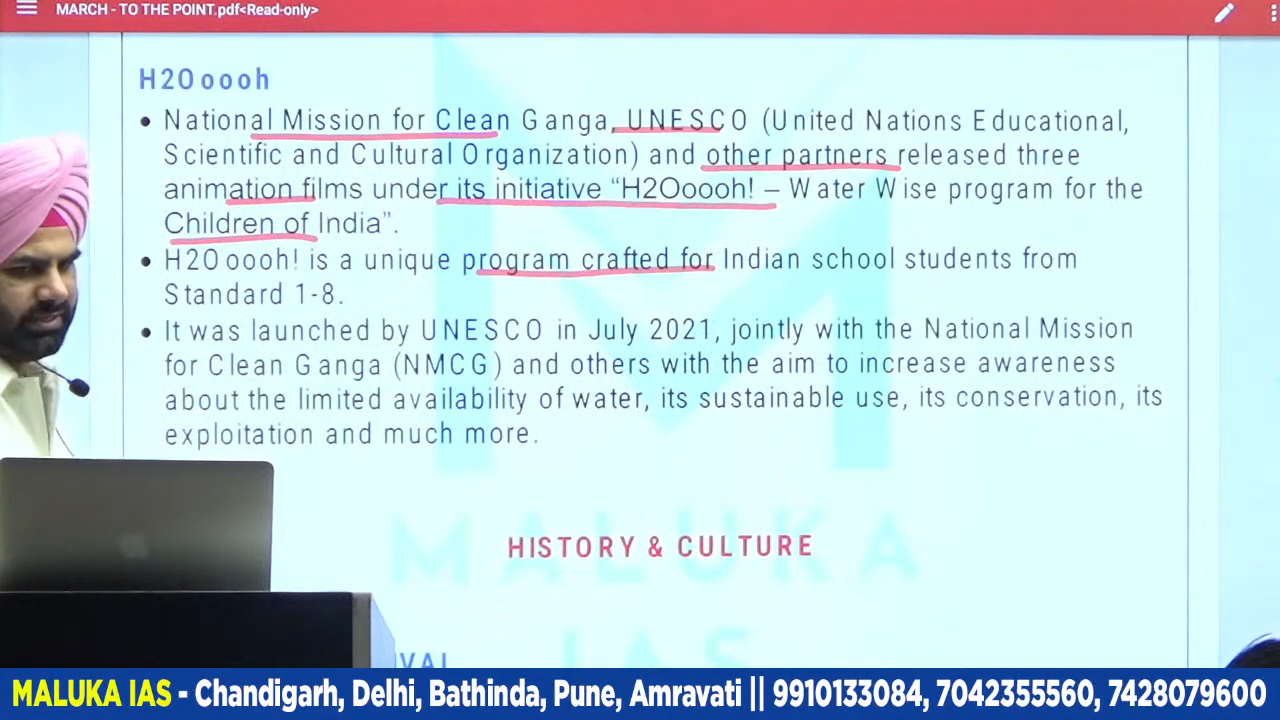 MARCH - TO THE POINT.pdf<Read-only>
H2Ooooh
• National Mission for Clean Ganga, UNESCO (United Nations Educational,
Scientific and Cultural Organization) and other partners released three
animation films under its initiative “H2Ooooh! – Water Wise program for the
Children of India”.
• H2Ooooh! is a unique program crafted for Indian school students from
Standard 1-8.
• It was launched by UNESCO in July 2021, jointly with the National Mission
for Clean Ganga (NMCG) and others with the aim to increase awareness
about the limited availability of water, its sustainable use, its conservation, its
exploitation and much more.
MALUKA
HISTORY & CULTURE
IAS
MALUKA IAS - Chandigarh, Delhi, Bathinda, Pune, Amravati || 9910133084, 7042355560, 7428079600